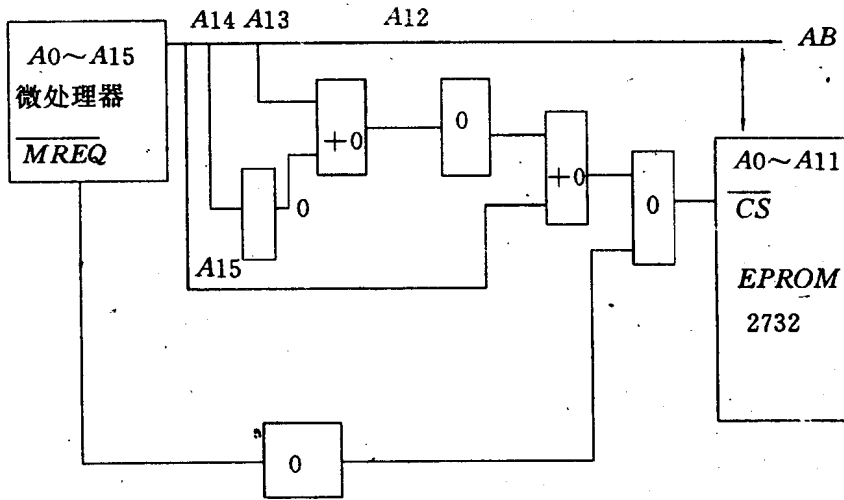 A14 A13 A12
AB
A0~A15
微处理器
MREQ
+0
0
0
+0
0
A15
A0~A11
CS
EPROM
2732
0